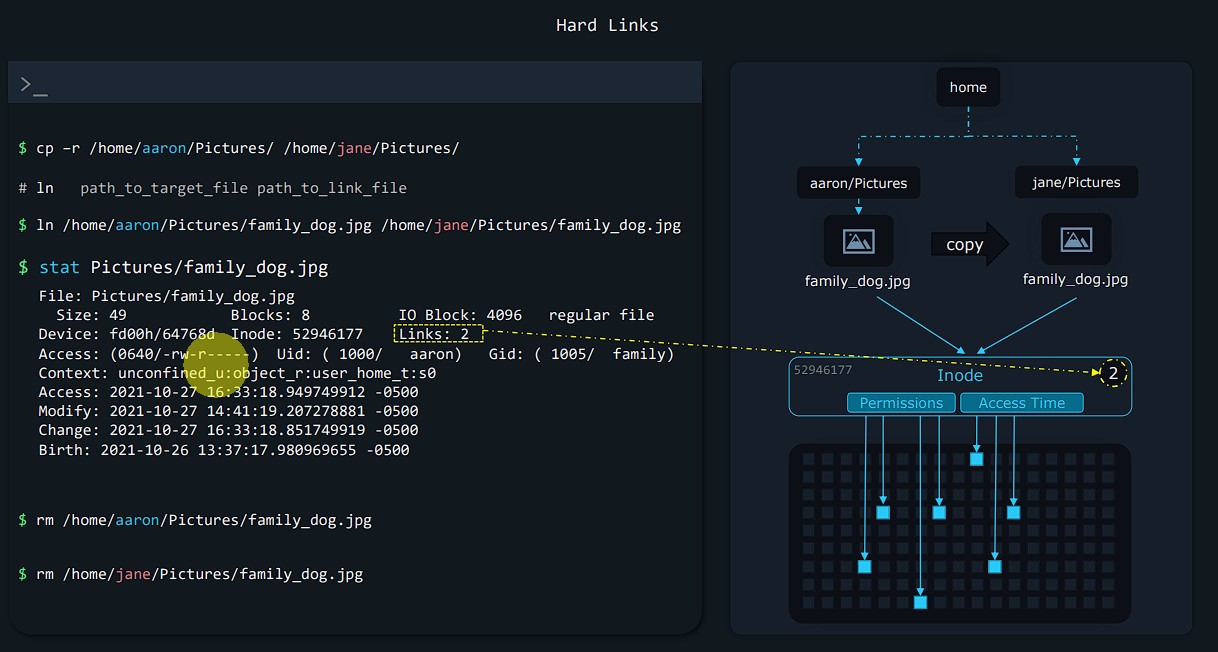 Hard Links
>_
$ cp –r /home/aaron/Pictures/ /home/jane/Pictures/
# ln path_to_target_file path_to_link_file
$ ln /home/aaron/Pictures/family_dog.jpg /home/jane/Pictures/family_dog.jpg
$ stat Pictures/family_dog.jpg
File: Pictures/family_dog.jpg
Size: 49 Blocks: 8 IO Block: 4096 regular file
Device: fd00h/64768d Inode: 52946177 Links: 2
Access: (0640/-rw-r-----) Uid: ( 1000/ aaron) Gid: ( 1005/ family)
Context: unconfined_u:object_r:user_home_t:s0
Access: 2021-10-27 16:33:18.949749912 -0500
Modify: 2021-10-27 14:41:19.207278881 -0500
Change: 2021-10-27 16:33:18.851749919 -0500
Birth: 2021-10-26 13:37:17.980969655 -0500
$ rm /home/aaron/Pictures/family_dog.jpg
$ rm /home/jane/Pictures/family_dog.jpg
home
aaron/Pictures
jane/Pictures
copy
family_dog.jpg
family_dog.jpg
52946177
Inode
2
Permissions
Access Time